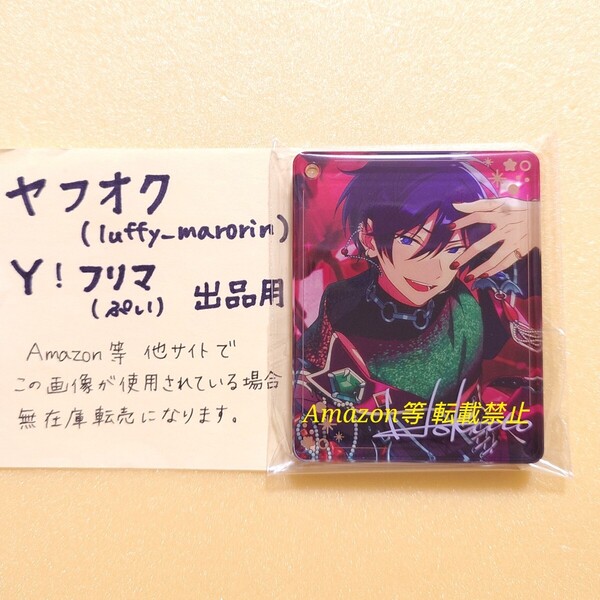 ヤフオク
(luffy_marorin)
Y!フリマ
(ぷい) 出品用
Amazon等 他サイトで
この画像が使用されている場合
無在庫転売になります。
Amazon等 転載禁止